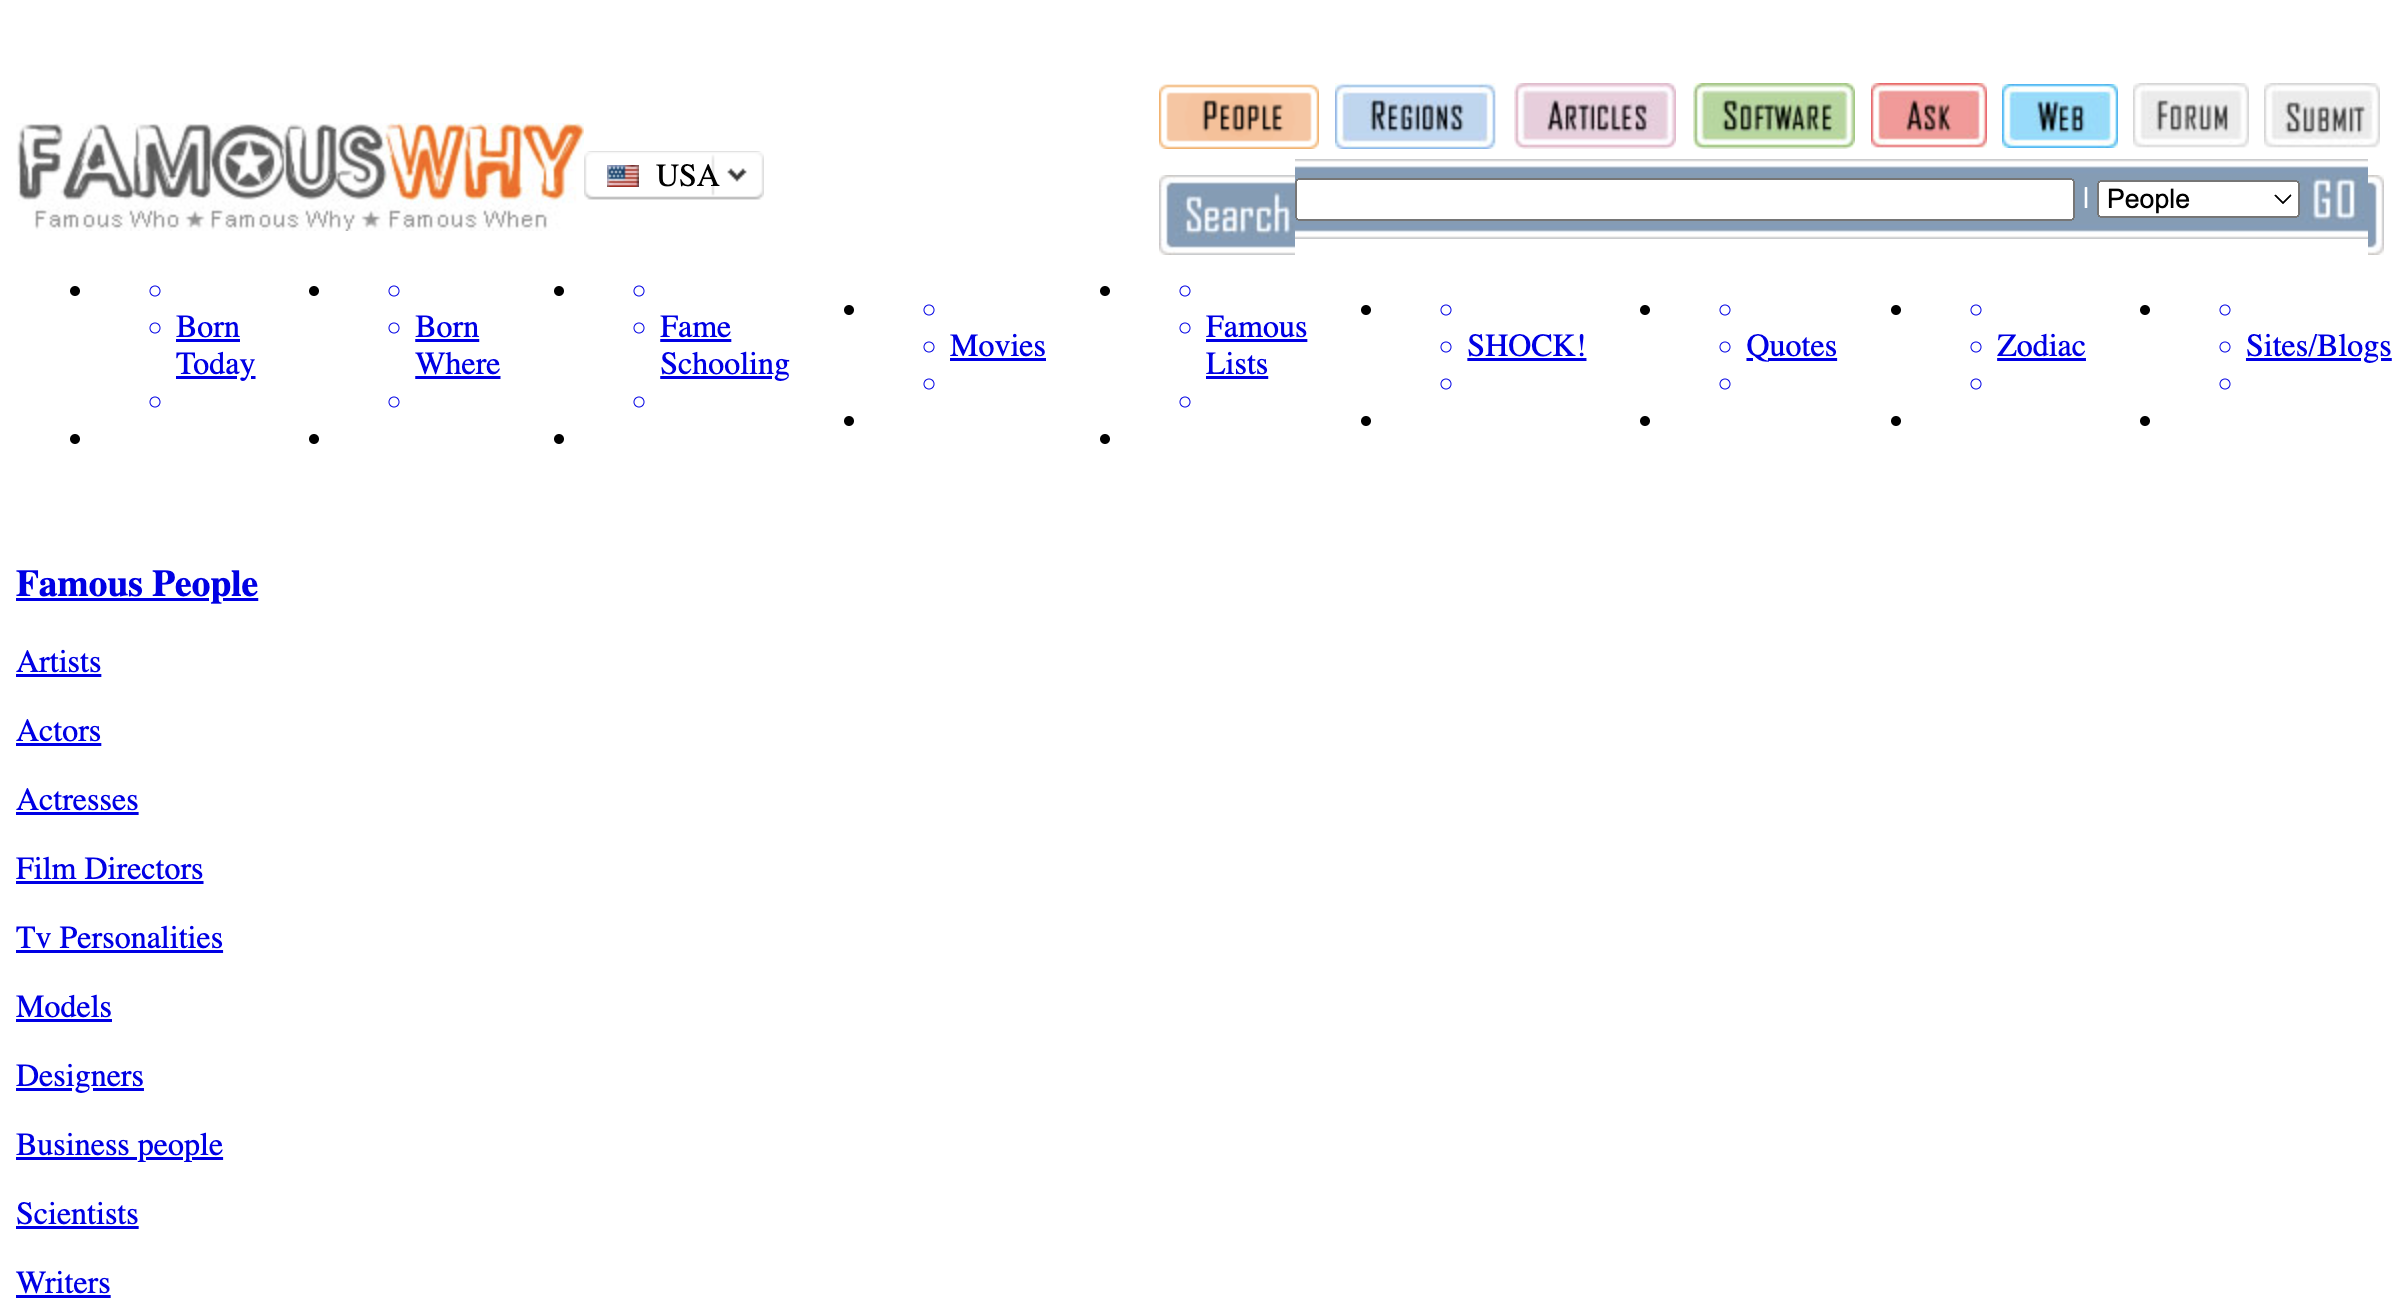 PEOPLE REGIONS ARTICLES SOFTWARE ASK WEB FORUM SUBMIT
FAMOUSWHY
USA
Famous Who ★ Famous Why ★ Famous When
Search | People GO
Born Today
Born Where
Fame Schooling
Movies
Famous Lists
SHOCK!
Quotes
Zodiac
Sites/Blogs
Famous People
Artists
Actors
Actresses
Film Directors
Tv Personalities
Models
Designers
Business people
Scientists
Writers